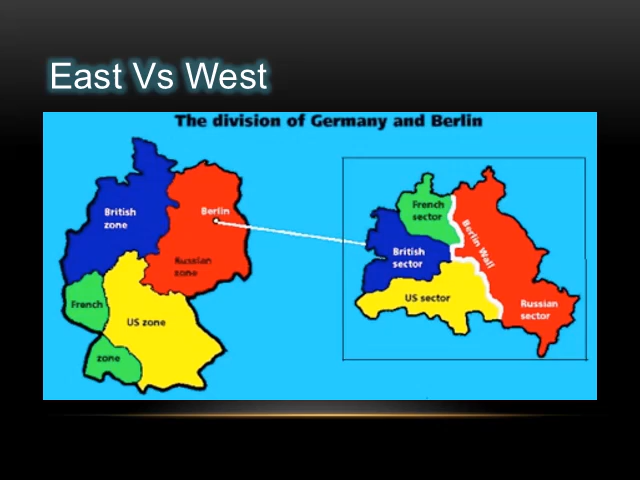 East Vs West
The division of Germany and Berlin
British
zone
Berlin
Russian
zone
French
US zone
zone
French
sector
Berlin Wall
British
sector
US sector
Russian
sector